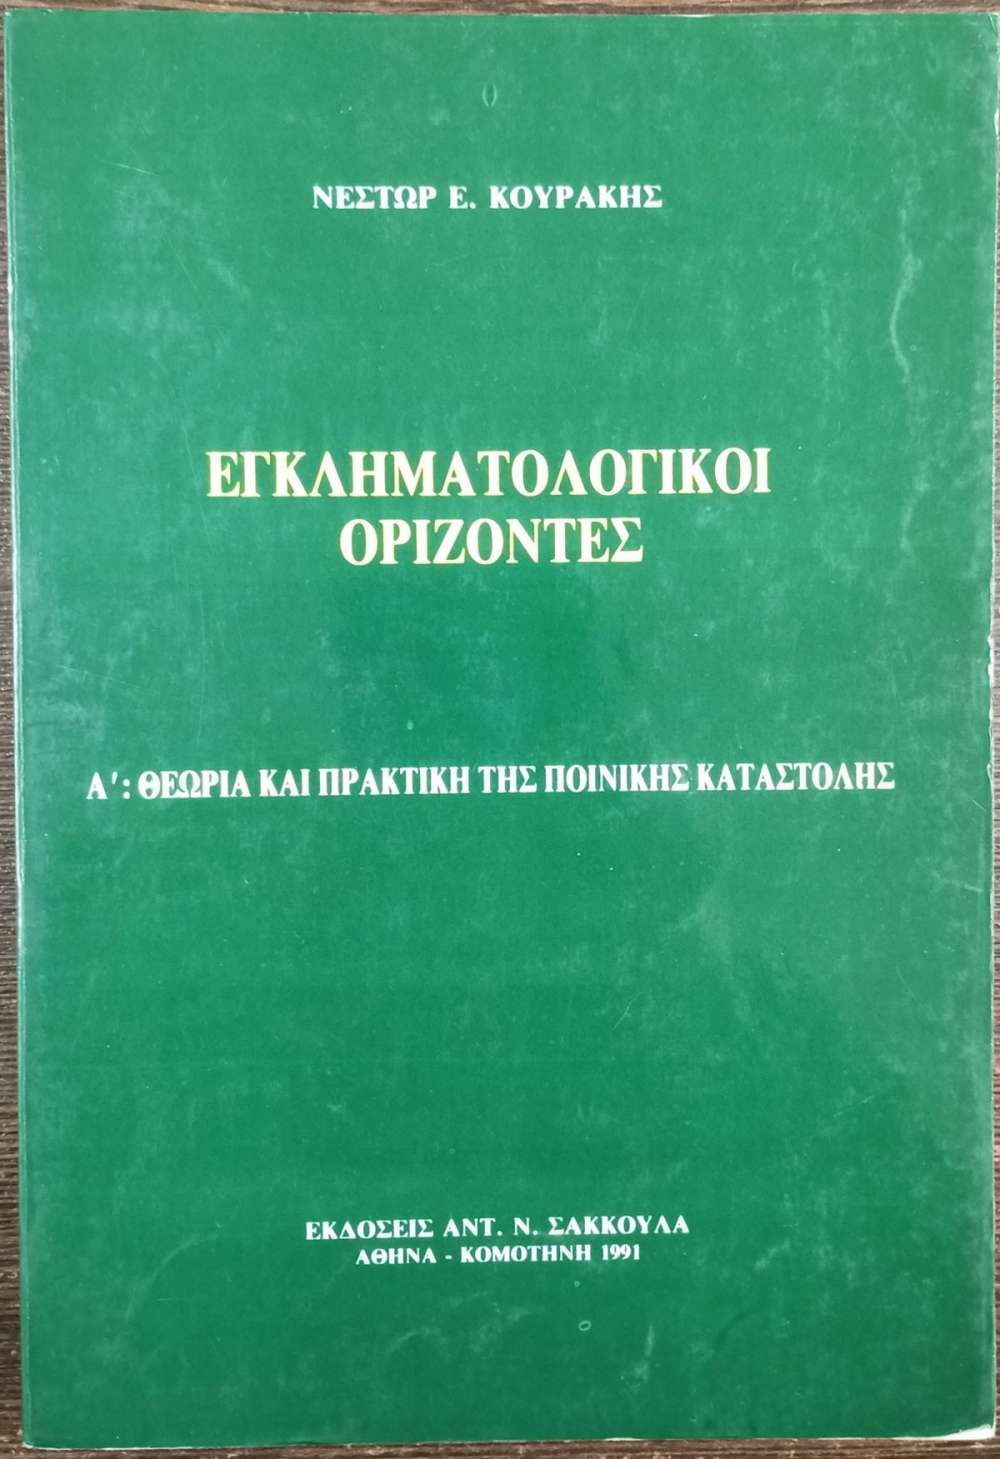 ΝΕΣΤΩΡ Ε. ΚΟΥΡΑΚΗΣ
ΕΓΚΛΗΜΑΤΟΛΟΓΙΚΟΙ
ΟΡΙΖΟΝΤΕΣ
Α΄: ΘΕΩΡΙΑ ΚΑΙ ΠΡΑΚΤΙΚΗ ΤΗΣ ΠΟΙΝΙΚΗΣ ΚΑΤΑΣΤΟΛΗΣ
ΕΚΔΟΣΕΙΣ ΑΝΤ. Ν. ΣΑΚΚΟΥΛΑ
ΑΘΗΝΑ - ΚΟΜΟΤΗΝΗ 1991